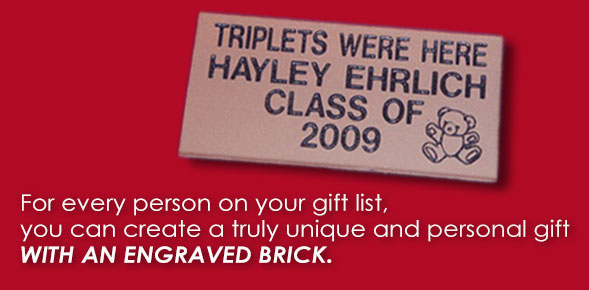 TRIPLETS WERE HERE
HAYLEY EHRLICH
CLASS OF
2009
For every person on your gift list,
you can create a truly unique and personal gift
WITH AN ENGRAVED BRICK.